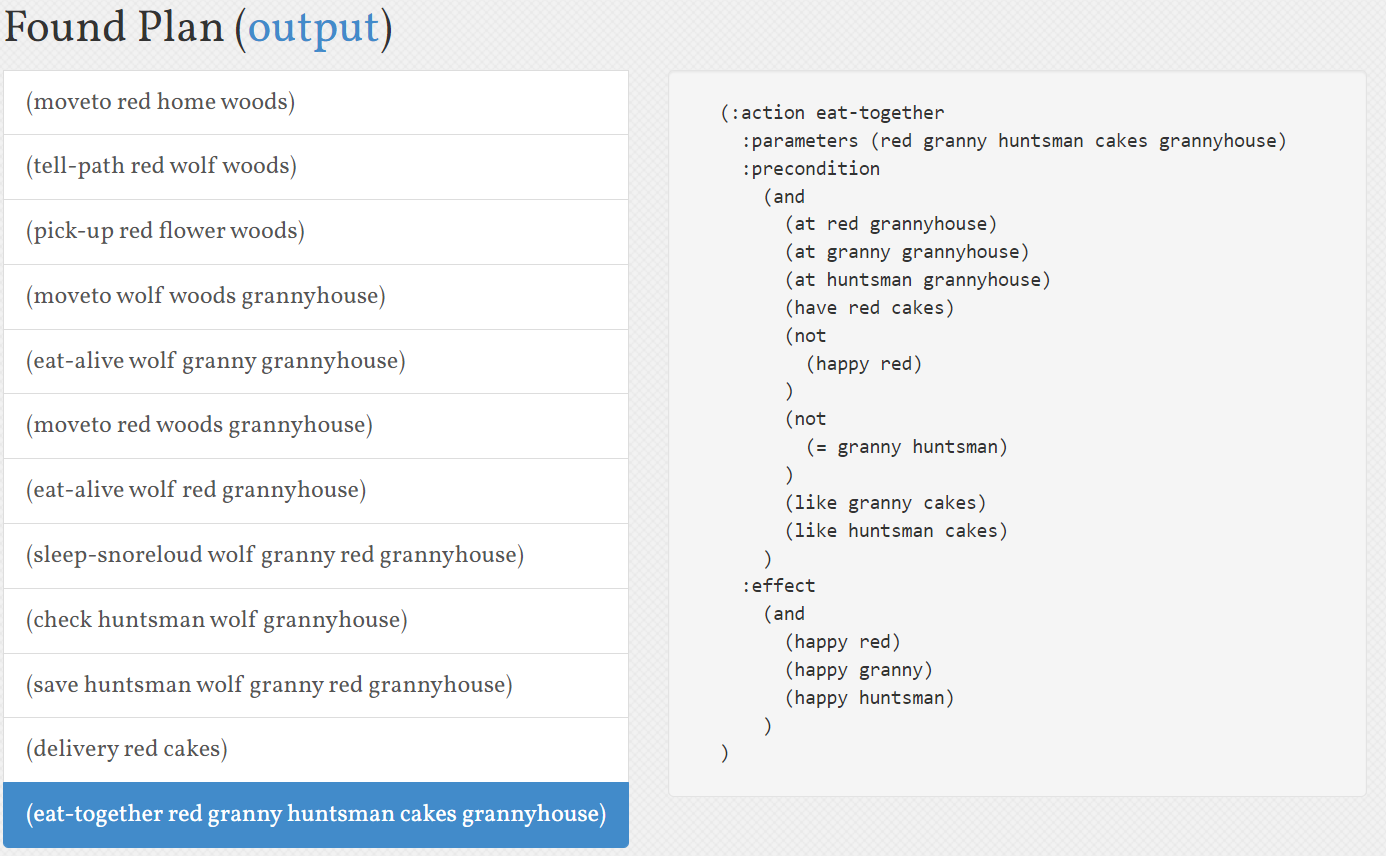 Found Plan (output)
(moveto red home woods)
(tell-path red wolf woods)
(pick-up red flower woods)
(moveto wolf woods grannyhouse)
(eat-alive wolf granny grannyhouse)
(moveto red woods grannyhouse)
(eat-alive wolf red grannyhouse)
(sleep-snoreloud wolf granny red grannyhouse)
(check huntsman wolf grannyhouse)
(save huntsman wolf granny red grannyhouse)
(delivery red cakes)
(eat-together red granny huntsman cakes grannyhouse)
(:action eat-together
  :parameters (red granny huntsman cakes grannyhouse)
  :precondition
    (and
      (at red grannyhouse)
      (at granny grannyhouse)
      (at huntsman grannyhouse)
      (have red cakes)
      (not
        (happy red)
      )
      (not
        (= granny huntsman)
      )
      (like granny cakes)
      (like huntsman cakes)
    )
  :effect
    (and
      (happy red)
      (happy granny)
      (happy huntsman)
    )
)